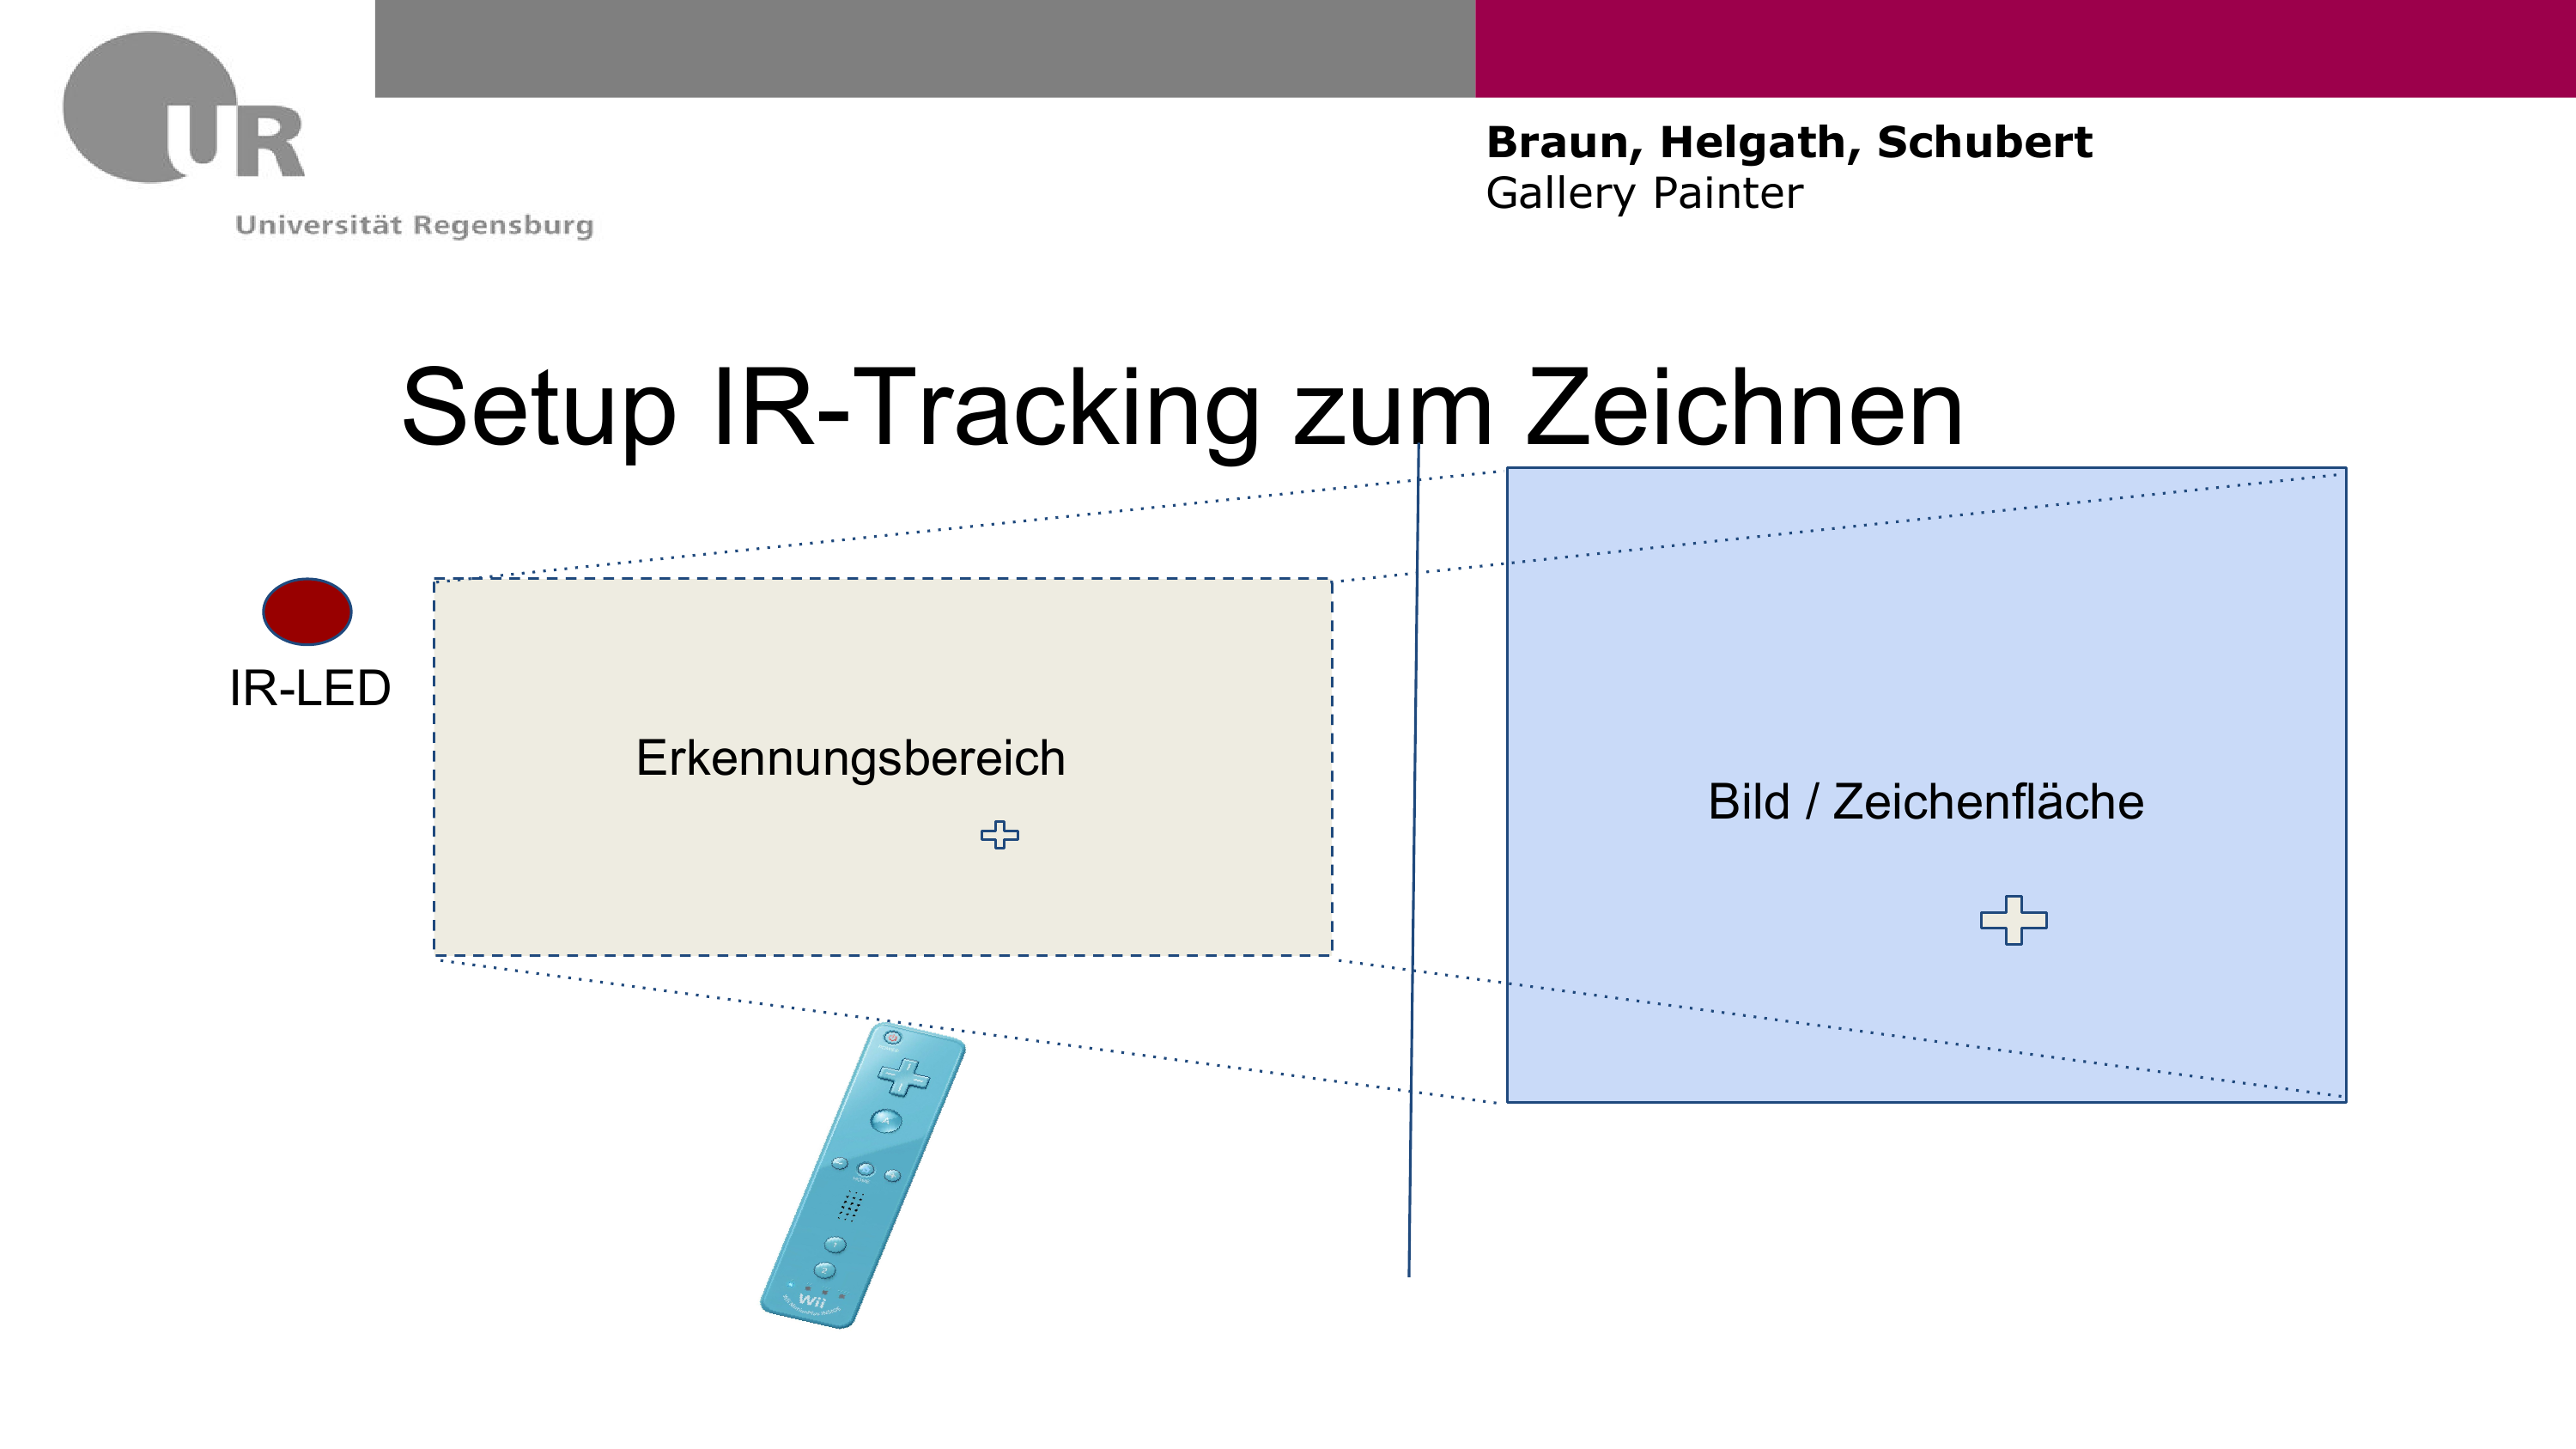 UR
Universität Regensburg
Braun, Helgath, Schubert
Gallery Painter
Setup IR-Tracking zum Zeichnen
IR-LED
Erkennungsbereich
Bild / Zeichenfläche
Wii